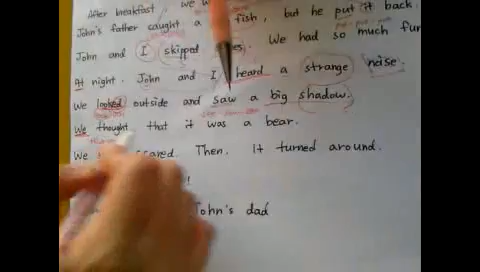 After breakfast, we
John's father caught a fish, but he put it back.
John and I skipped We had so much fun
At night. John and I heard a strange noise.
We looked outside and saw a big shadow.
We thought that it was a bear.
We Then. It turned around.
John's dad